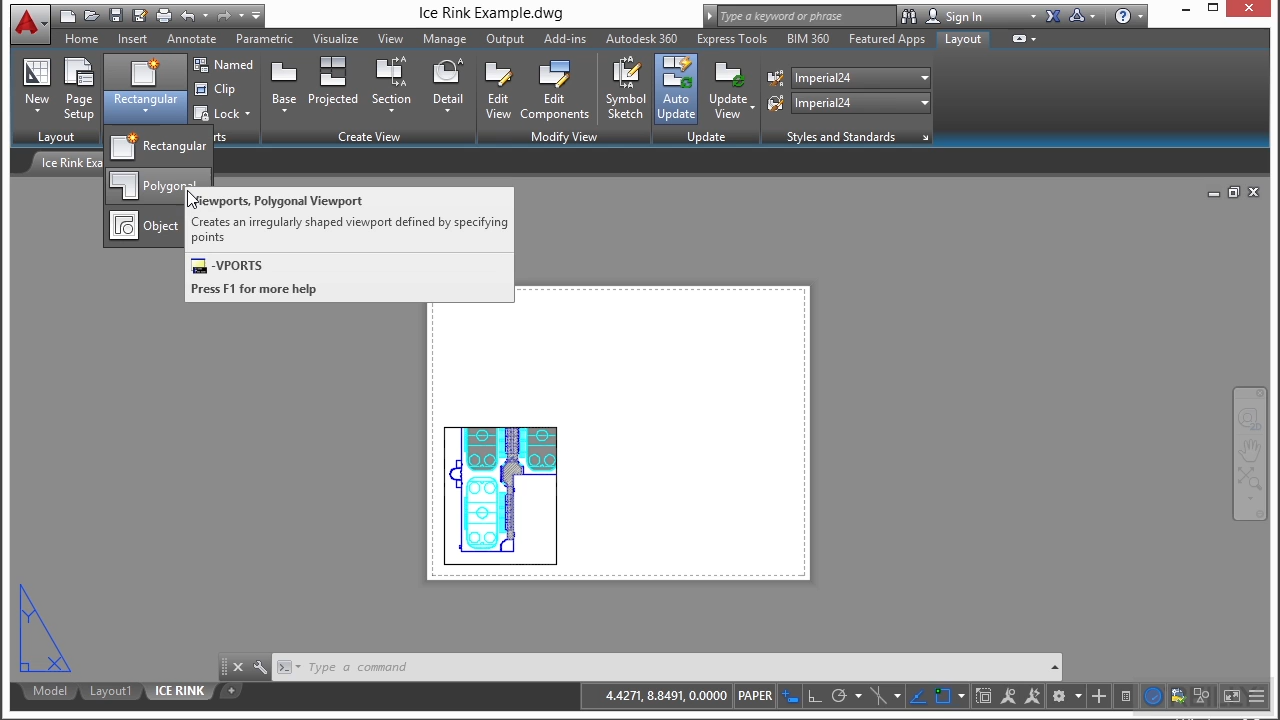 Ice Rink Example.dwg
Type a keyword or phrase
Sign In
Home Insert Annotate Parametric Visualize View Manage Output Add-ins Autodesk 360 Express Tools BIM 360 Featured Apps Layout
New
Page Setup
Rectangular
Named
Clip
Lock
Base
Projected
Section
Detail
Edit View
Edit Components
Symbol Sketch
Auto Update
Update View
Imperial24
Imperial24
Layout
rts
Create View
Modify View
Update
Styles and Standards
Ice Rink Exa
Rectangular
Polygonal
Object
iewports, Polygonal Viewport
Creates an irregularly shaped viewport defined by specifying
points
-VPORTS
Press F1 for more help
2D
Y
X
Type a command
Model Layout1 ICE RINK
4.4271, 8.8491, 0.0000 PAPER